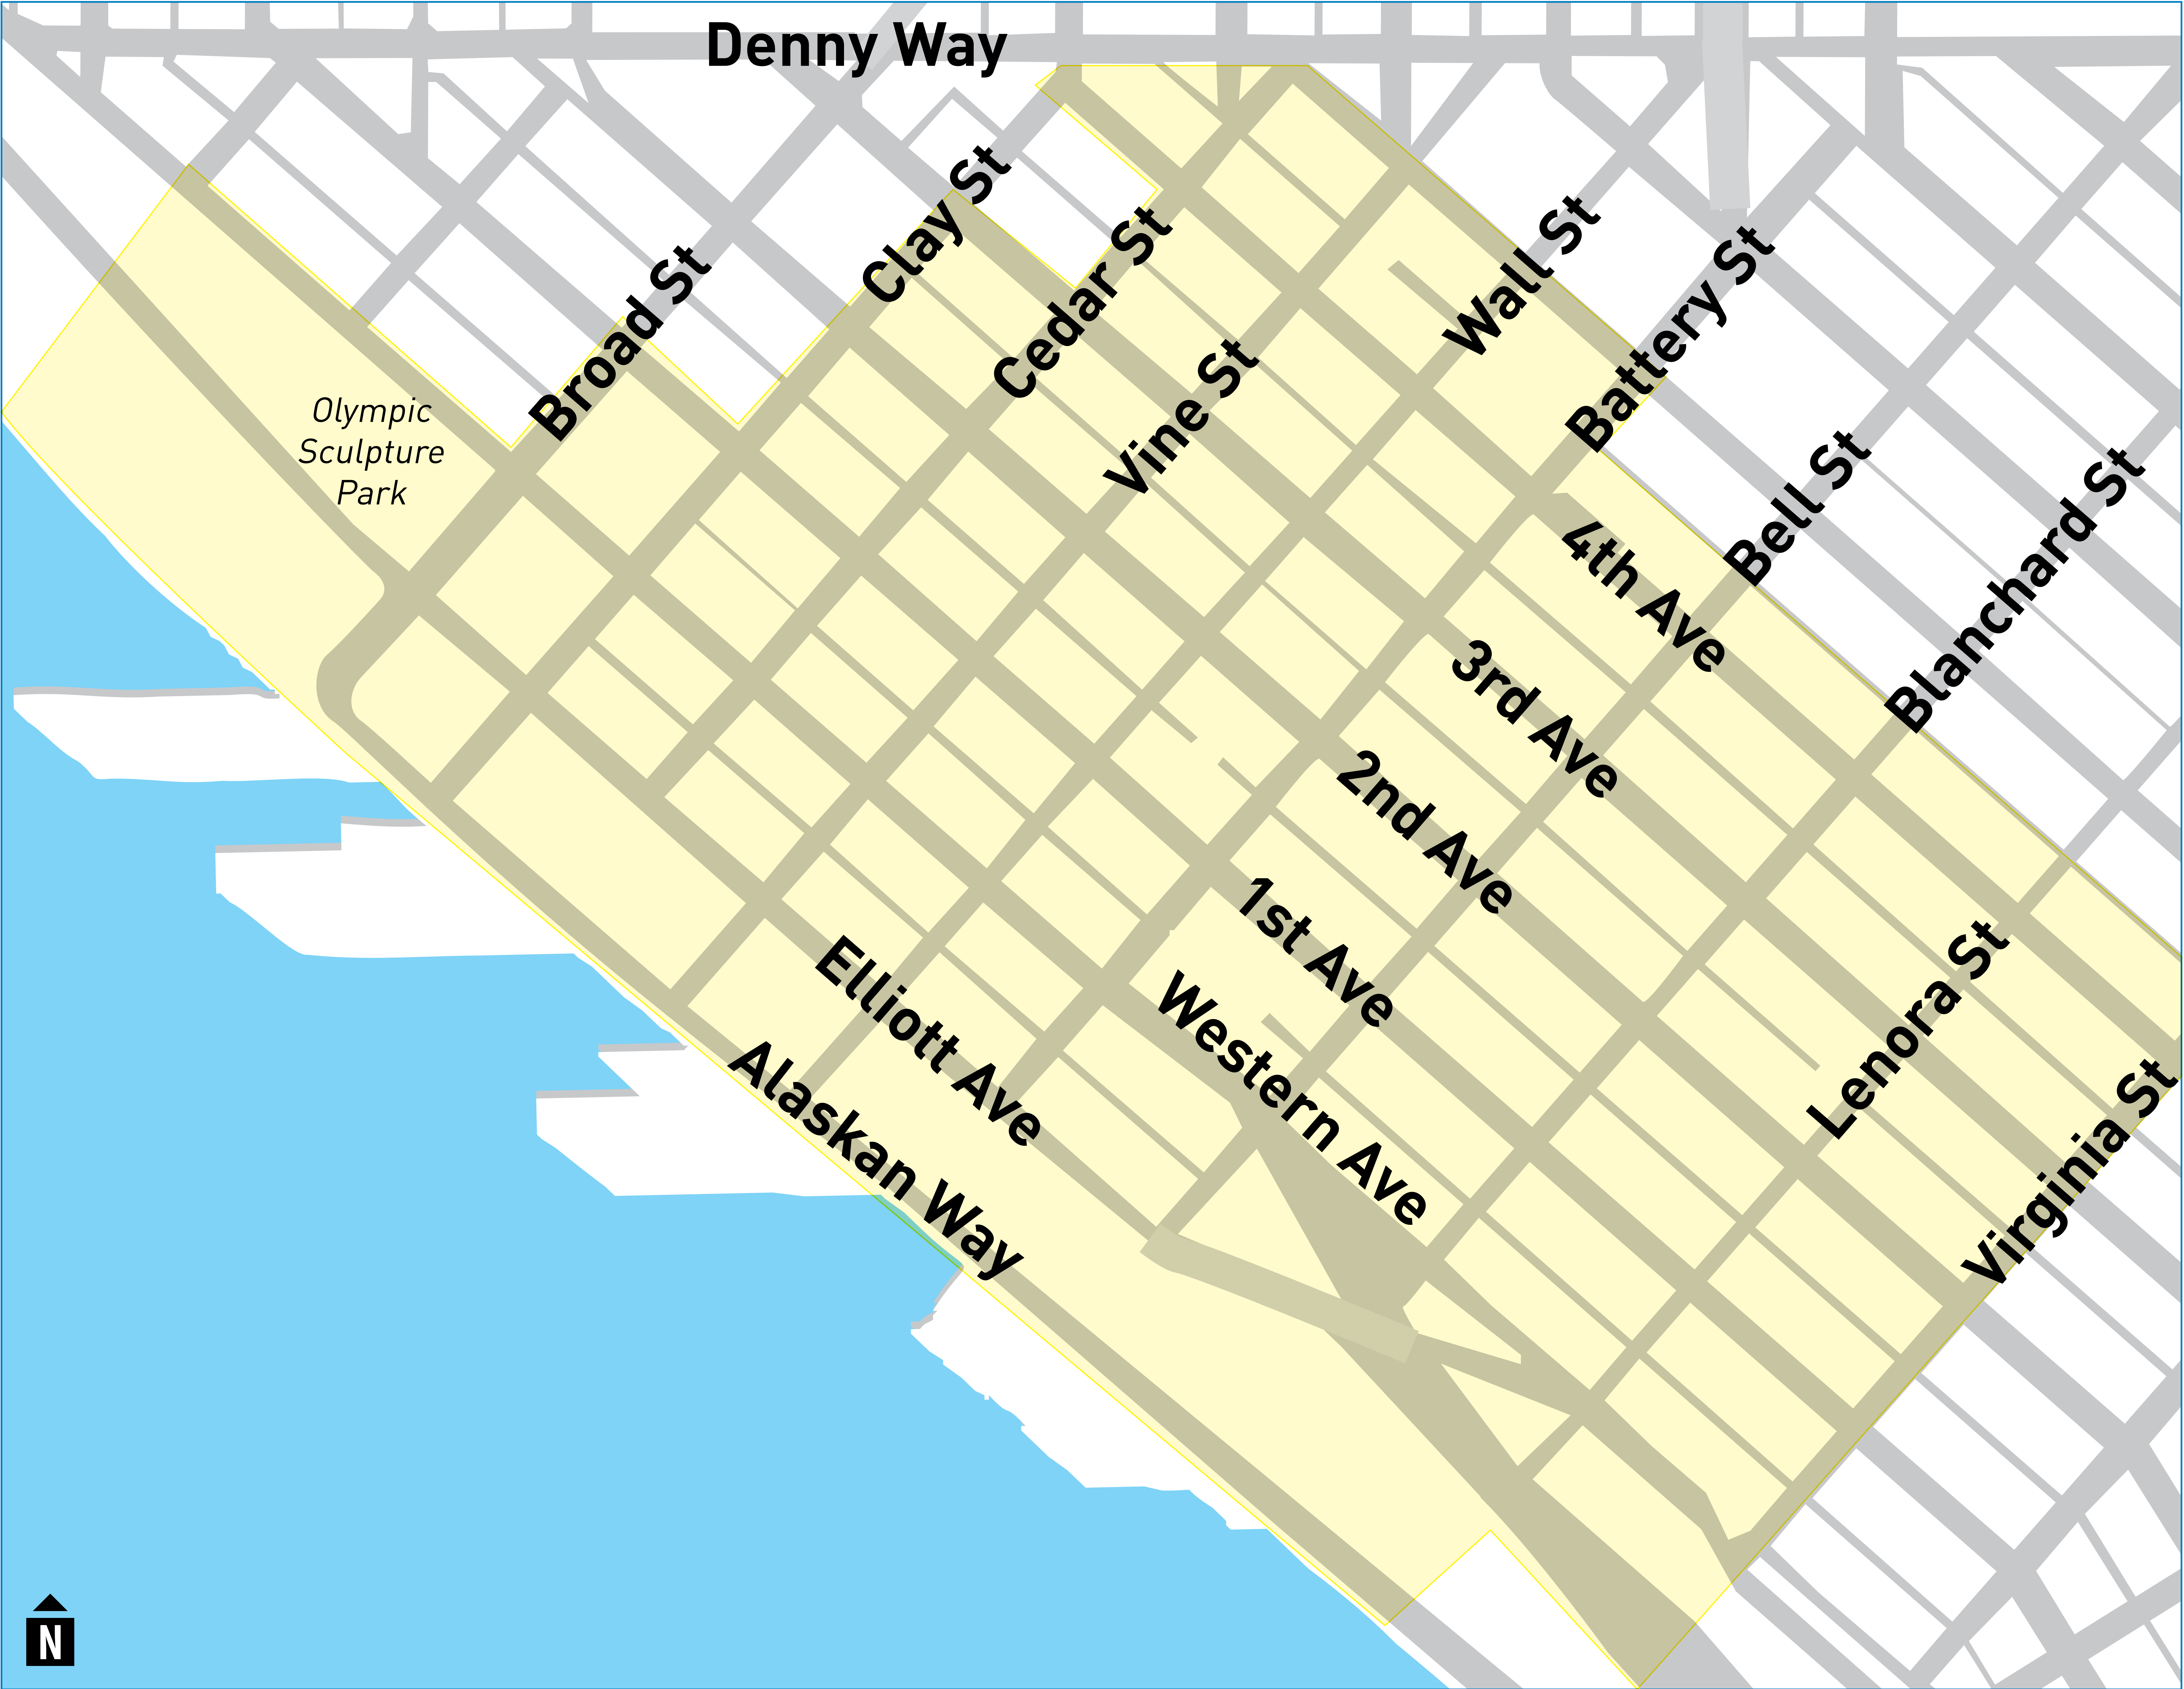 Denny Way
Broad St
Clay St
Cedar St
Vine St
Wall St
Battery St
Bell St
Blanchard St
Olympic
Sculpture
Park
4th Ave
3rd Ave
2nd Ave
1st Ave
Western Ave
Elliott Ave
Alaskan Way
Lenora St
Virginia St
N